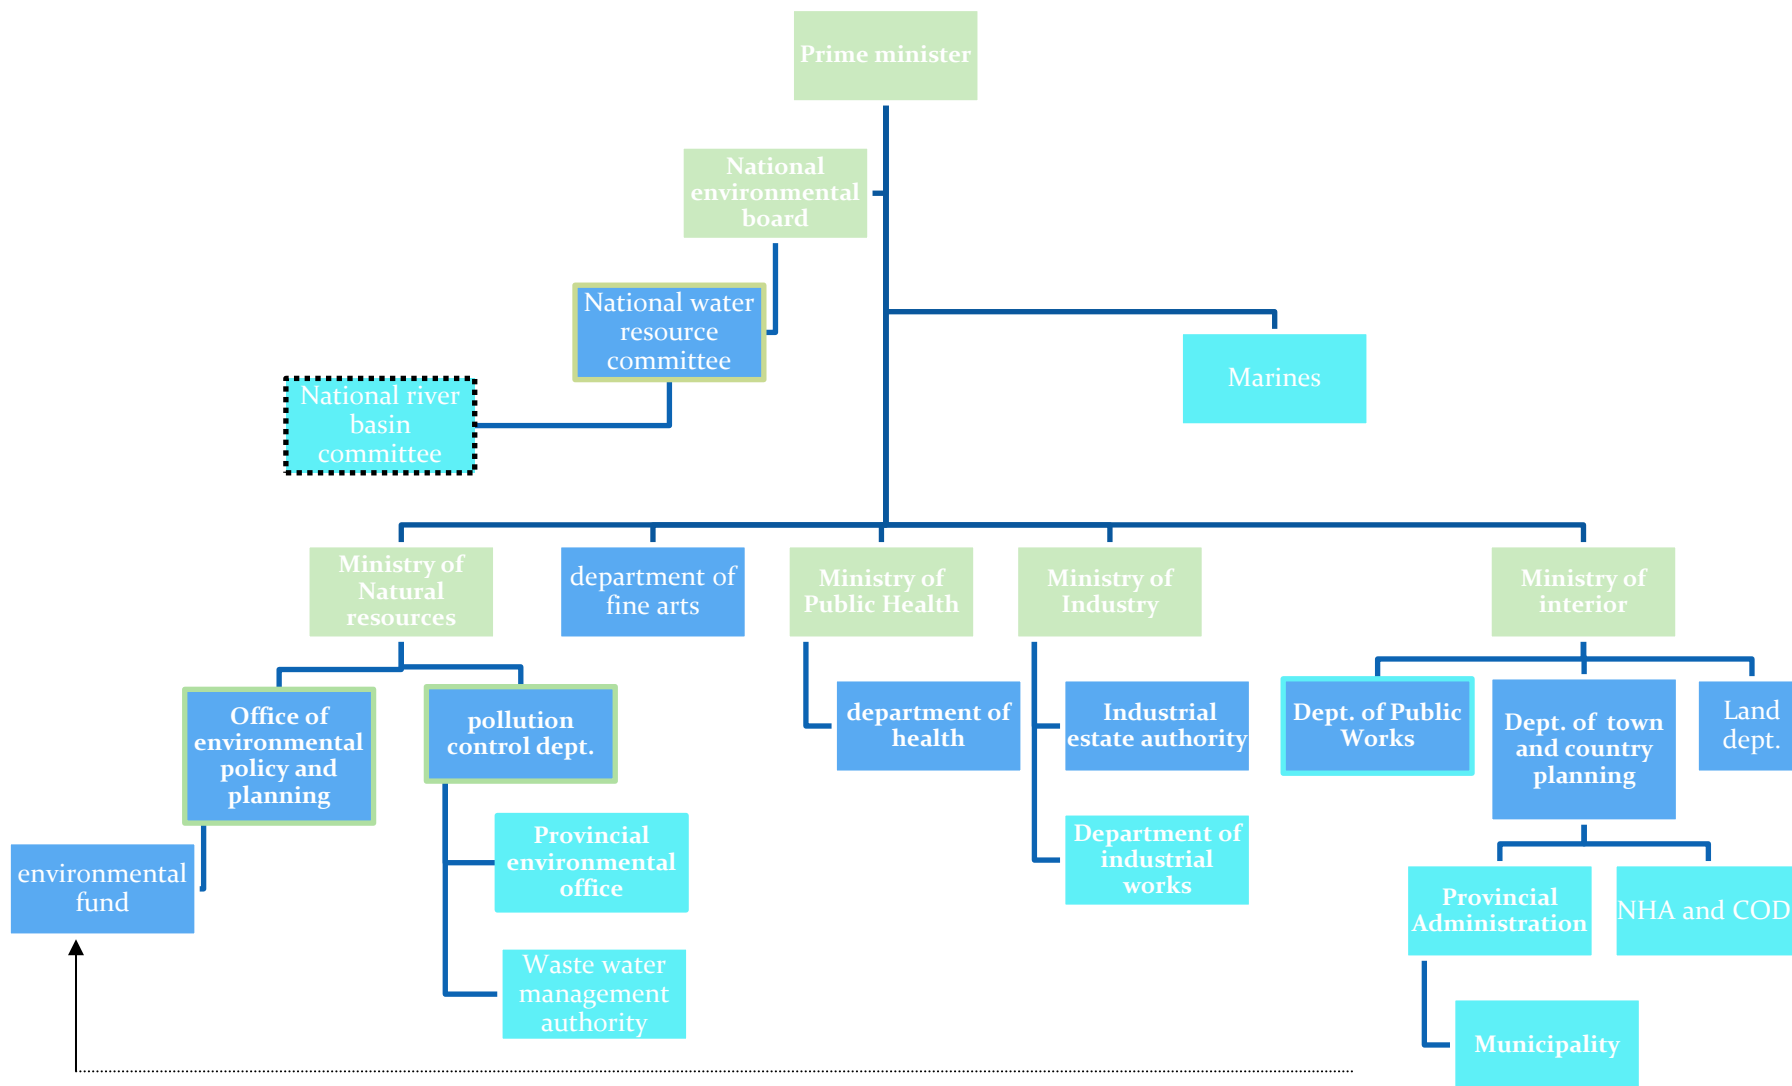 Prime minister
National
environmental
board
National water
resource
committee
Marines
National river
basin
committee
Ministry of
Natural
resources
department of
fine arts
Ministry of
Public Health
Ministry of
Industry
Ministry of
interior
Office of
environmental
policy and
planning
pollution
control dept.
department of
health
Industrial
estate authority
Dept. of Public
Works
Dept. of town
and country
planning
Land
dept.
environmental
fund
Provincial
environmental
office
Department of
industrial
works
Provincial
Administration
NHA and COD
Waste water
management
authority
Municipality